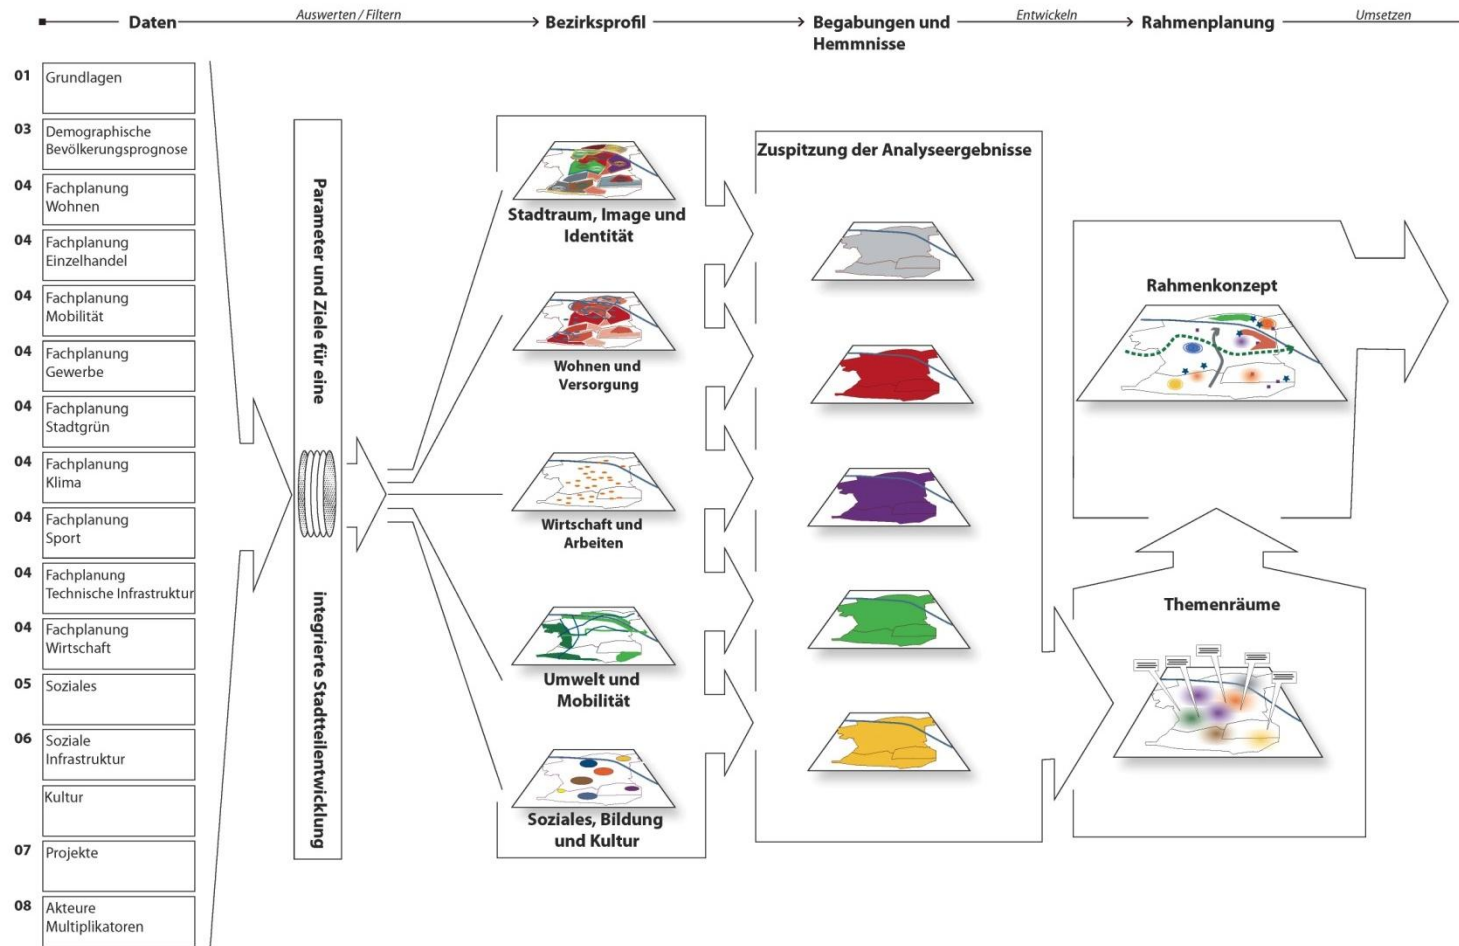 Daten
Auswerten / Filtern
Bezirksprofil
Begabungen und
Hemmnisse
Entwickeln
Rahmenplanung
Umsetzen
01
Grundlagen
03
Demographische
Bevölkerungsprognose
04
Fachplanung
Wohnen
04
Fachplanung
Einzelhandel
04
Fachplanung
Mobilität
04
Fachplanung
Gewerbe
04
Fachplanung
Stadtgrün
04
Fachplanung
Klima
04
Fachplanung
Sport
04
Fachplanung
Technische Infrastruktur
04
Fachplanung
Wirtschaft
05
Soziales
06
Soziale
Infrastruktur
Kultur
07
Projekte
08
Akteure
Multiplikatoren
Parameter und Ziele für eine
integrierte Stadtteilentwicklung
Stadtraum, Image und
Identität
Wohnen und
Versorgung
Wirtschaft und
Arbeiten
Umwelt und
Mobilität
Soziales, Bildung
und Kultur
Zuspitzung der Analyseergebnisse
Rahmenkonzept
Themenräume